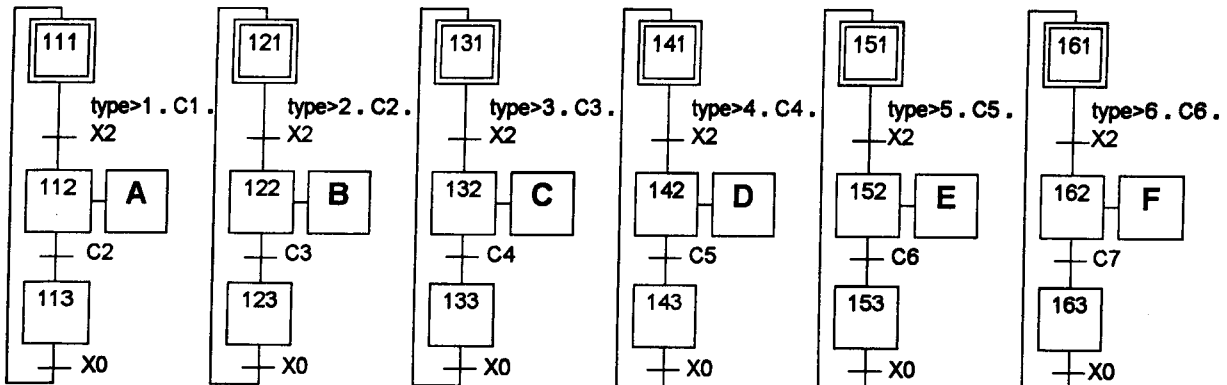 111 121 131 141 151 161
type>1 . C1 . type>2 . C2 . type>3 . C3 . type>4 . C4 . type>5 . C5 . type>6 . C6 .
X2 X2 X2 X2 X2 X2
112 A 122 B 132 C 142 D 152 E 162 F
C2 C3 C4 C5 C6 C7
113 123 133 143 153 163
X0 X0 X0 X0 X0 X0